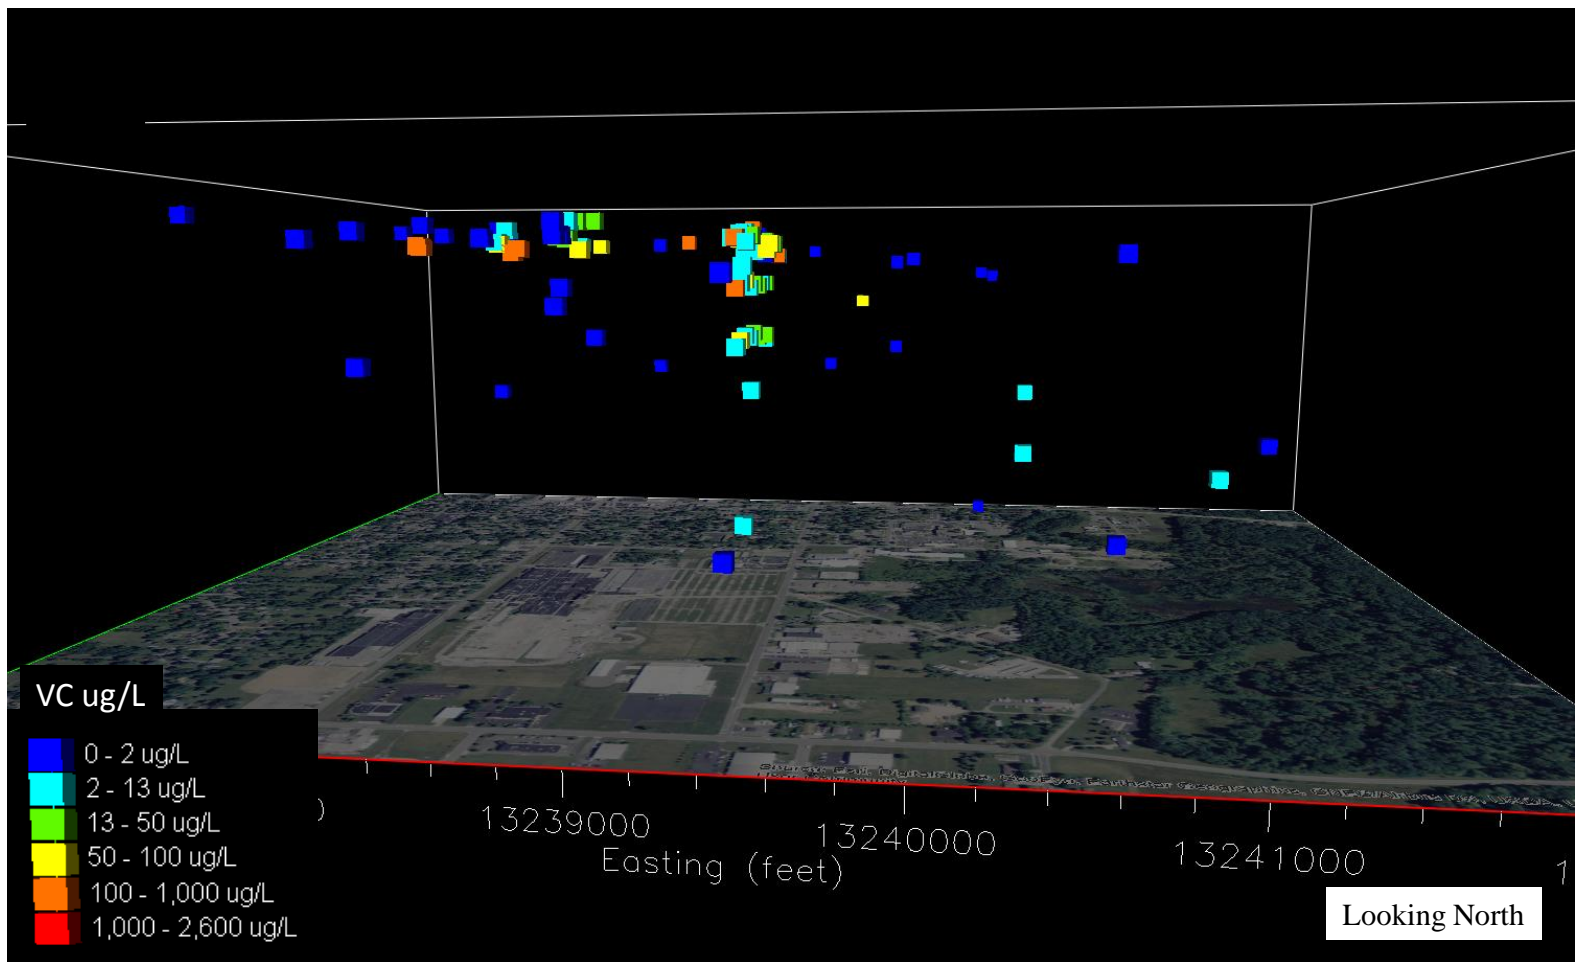 VC ug/L
0 - 2 ug/L
2 - 13 ug/L
13 - 50 ug/L
50 - 100 ug/L
100 - 1,000 ug/L
1,000 - 2,600 ug/L
13239000
13240000
13241000
1
Easting (feet)
Looking North